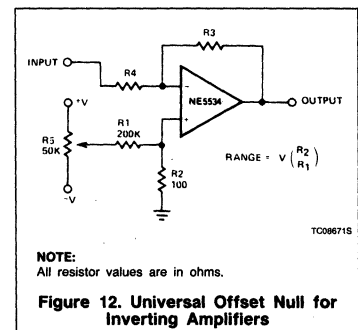 R3
INPUT
R4
−
NE5534
OUTPUT
+V
R1
200K
+
R5
50K
R2
100
−V
RANGE = V (R2 / R1)
TC08671S
NOTE:
All resistor values are in ohms.
Figure 12. Universal Offset Null for
Inverting Amplifiers